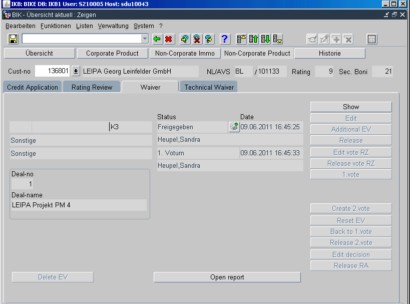 IKB: BIKE DB: IKB1 User: S210005 Host: edu10043
BIK - Übersicht aktuell Zeigen
Bearbeiten Funktionen Listen Verwaltung System ?
Übersicht Corporate Product Non-Corporate Immo Non-Corporate Product Historie
Cust-no 136801 LEIPA Georg Leinfelder GmbH NL/AVS BL /101133 Rating 9 Sec. Boni 21
Credit Application Rating Review Waiver Technical Waiver
Status Date
k3 Freigegeben 09.06.2011 16:45:25
Sonstige Heupel,Sandra
Sonstige 1. Votum 09.06.2011 16:45:33
Heupel,Sandra
Deal-no
1
Deal-name
LEIPA Projekt PM 4
Show
Edit
Additional EV
Release
Edit vote RZ
Release vote RZ
1.vote
Create 2.vote
Reset EV
Back to 1.vote
Release 2.vote
Edit decision
Release RA
Delete EV Open report